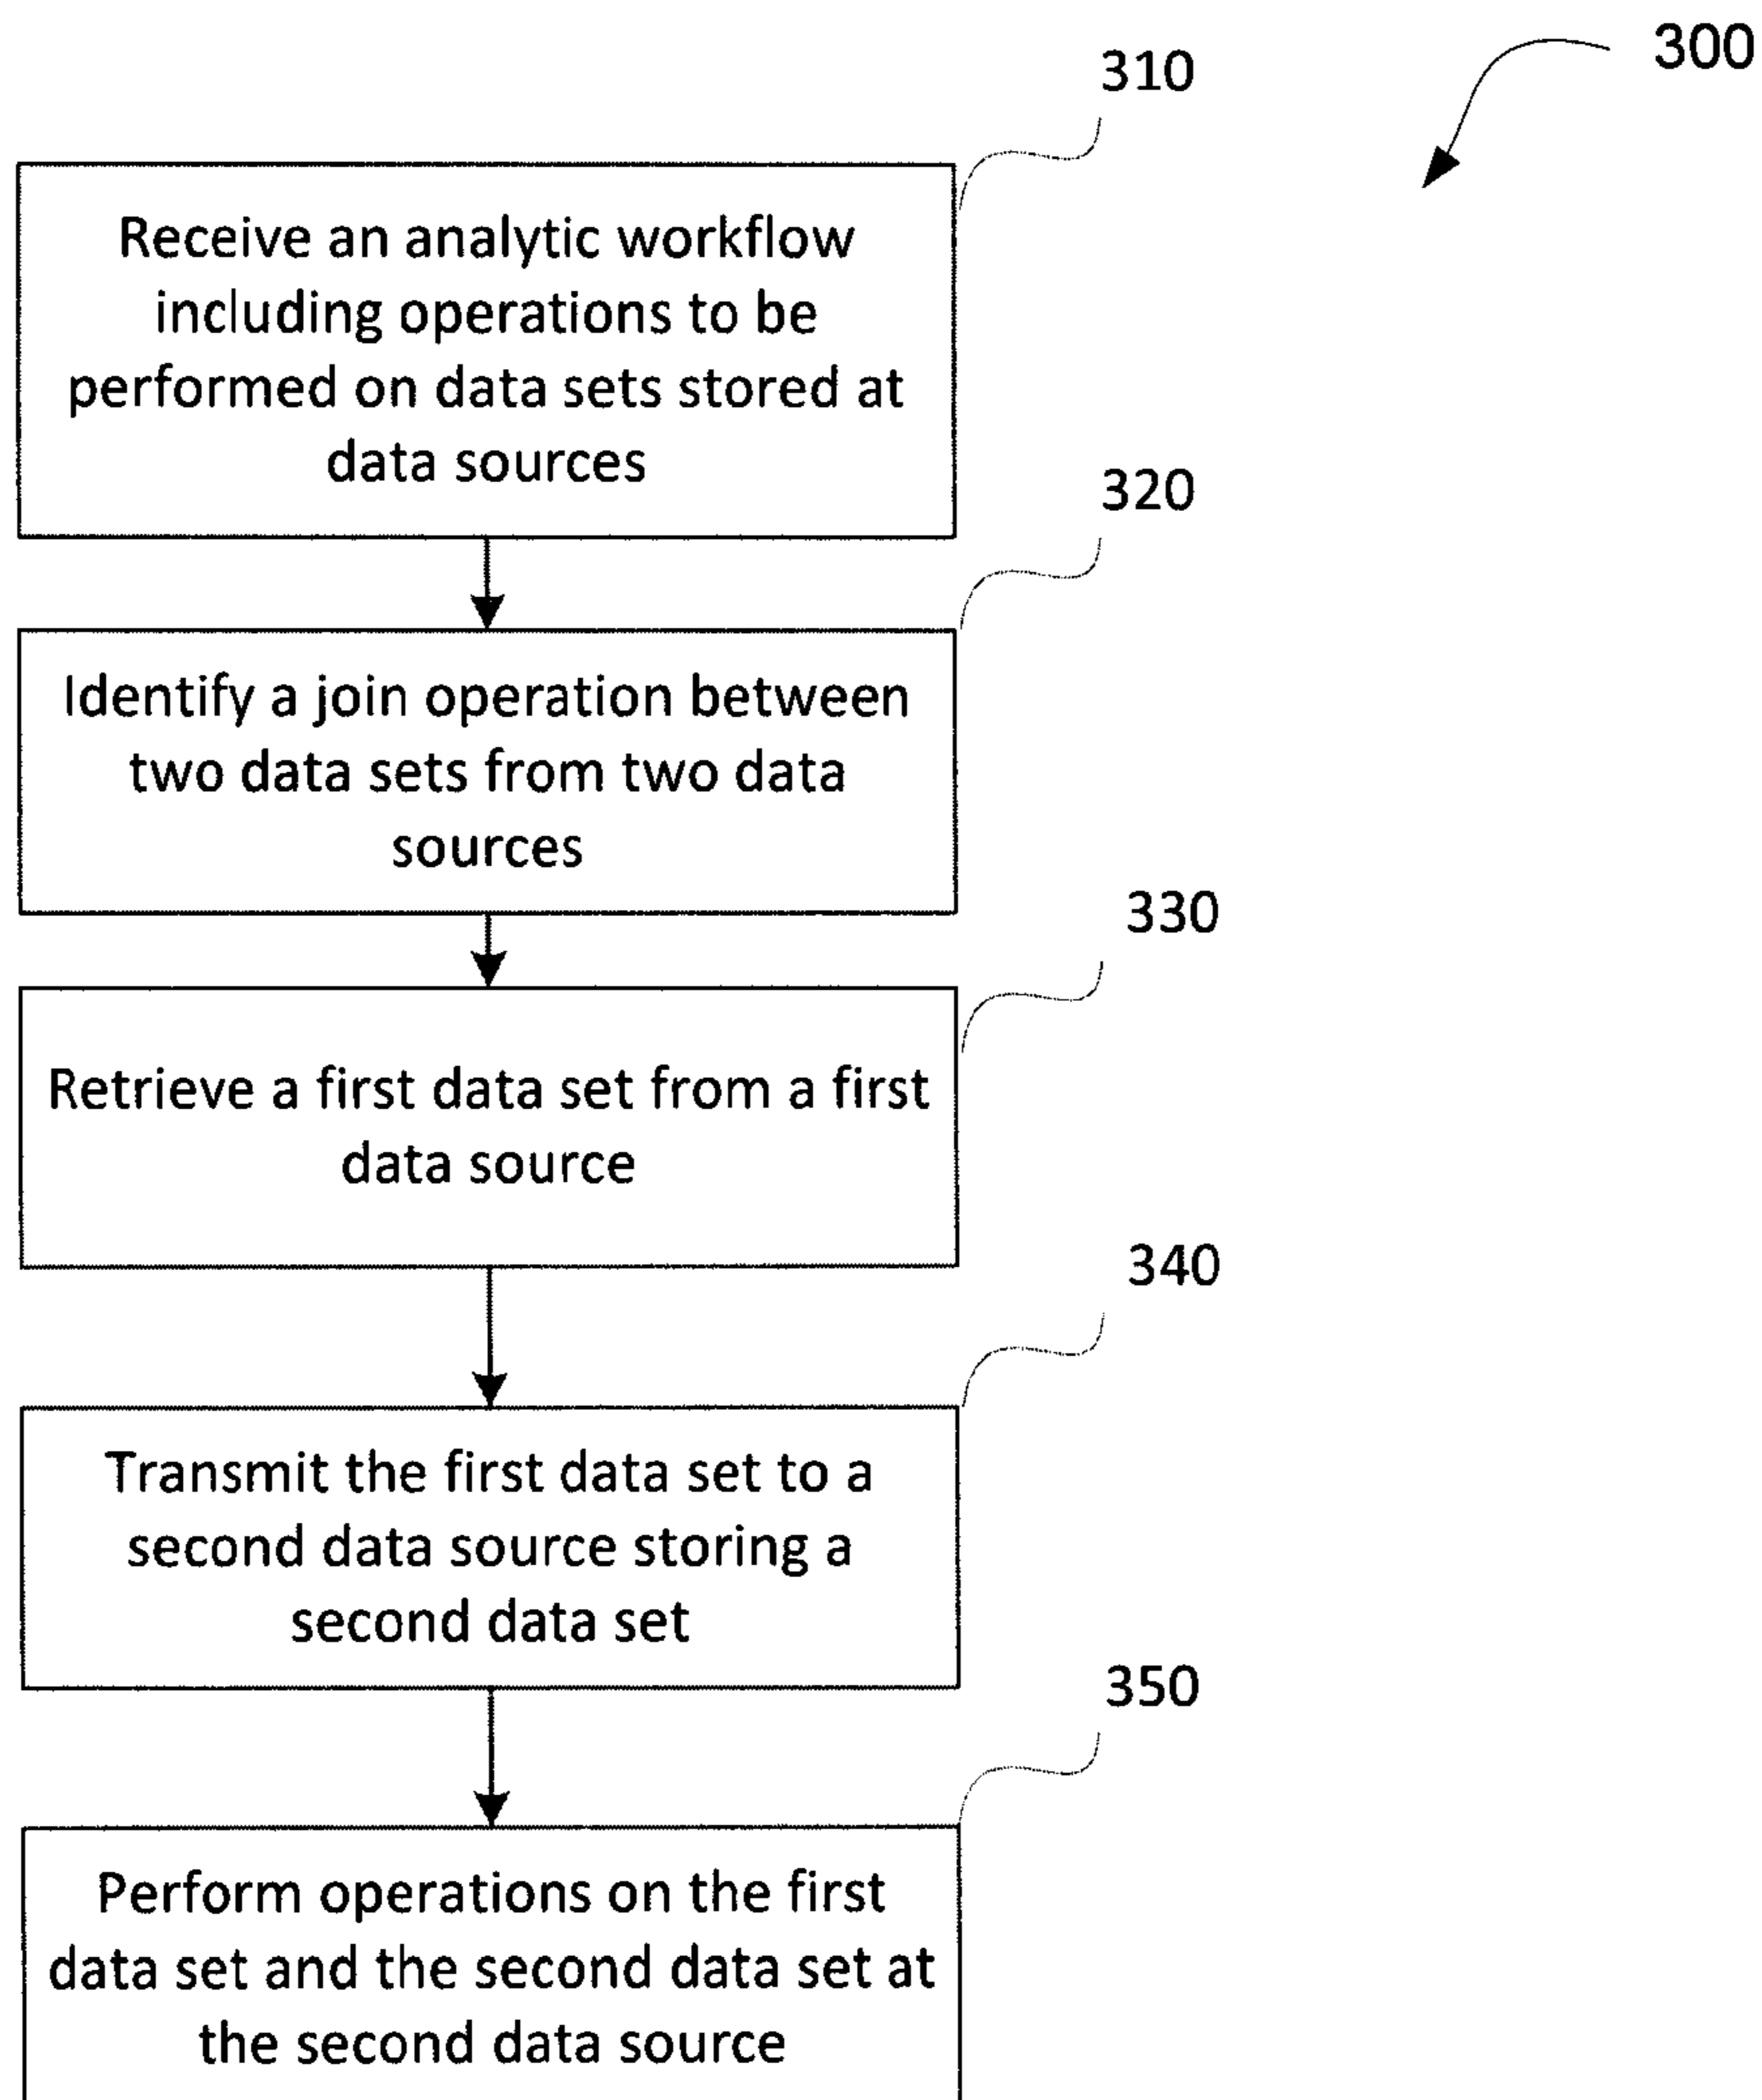 300
310
Receive an analytic workflow
including operations to be
performed on data sets stored at
data sources
320
Identify a join operation between
two data sets from two data
sources
330
Retrieve a first data set from a first
data source
340
Transmit the first data set to a
second data source storing a
second data set
350
Perform operations on the first
data set and the second data set at
the second data source